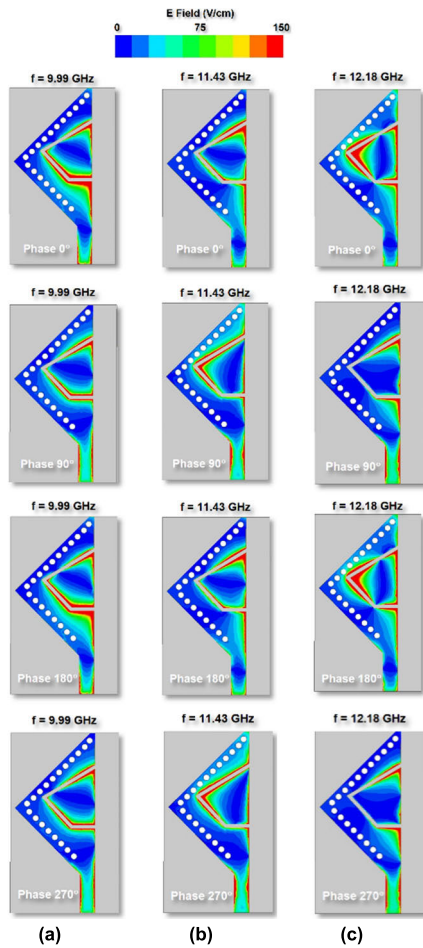 E Field (V/cm)
0 75 150
f = 9.99 GHz f = 11.43 GHz f = 12.18 GHz
Phase 0° Phase 0° Phase 0°
9.99 GHz f = 11.43 GHz f = 12.18 GHz
Phase 90° Phase 90° Phase 90°
f = 9.99 GHz f = 11.43 GHz f = 12.18 GHz
Phase 180° Phase 180° Phase 180°
f = 9.99 GHz f = 11.43 GHz f = 12.18 GHz
Phase 270° Phase 270° Phase 270°
(a) (b) (c)